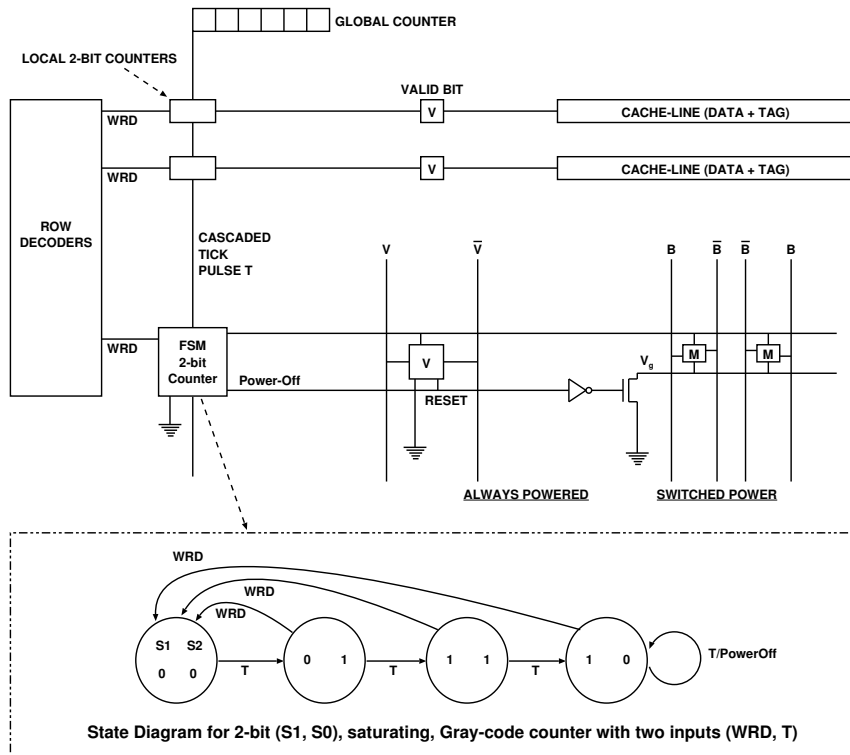 GLOBAL COUNTER
LOCAL 2-BIT COUNTERS
VALID BIT
WRD
V
CACHE-LINE (DATA + TAG)
WRD
V
CACHE-LINE (DATA + TAG)
ROW
DECODERS
CASCADED
TICK
PULSE T
V
V̅
B
B̅
B̅
B
WRD
FSM
2-bit
Counter
V
M
M
Vg
Power-Off
RESET
ALWAYS POWERED
SWITCHED POWER
WRD
WRD
WRD
S1 S2
0 0
T
0 1
T
1 1
T
1 0
T/PowerOff
State Diagram for 2-bit (S1, S0), saturating, Gray-code counter with two inputs (WRD, T)